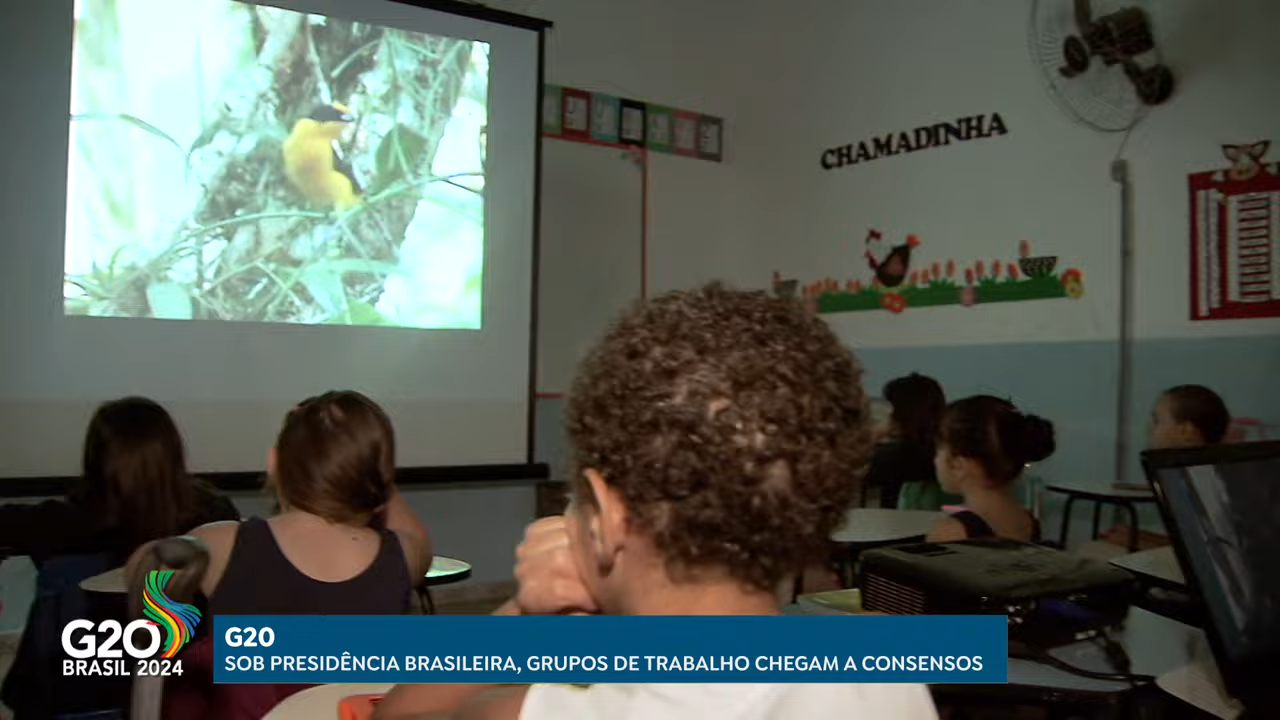 CHAMADINHA
G20
BRASIL 2024
G20
SOB PRESIDÊNCIA BRASILEIRA, GRUPOS DE TRABALHO CHEGAM A CONSENSOS